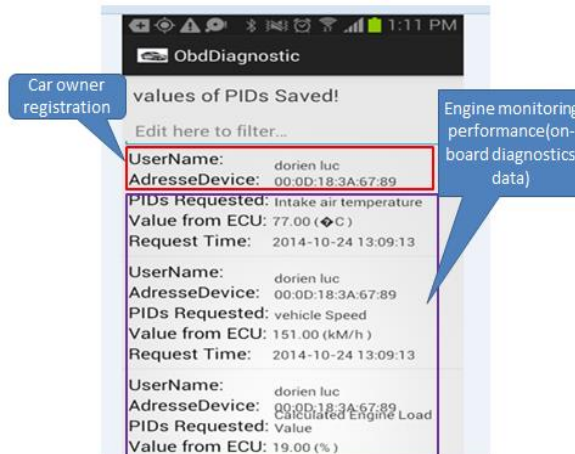 1:11 PM
ObdDiagnostic
Car owner
registration
values of PIDs Saved!
Edit here to filter...
Engine monitoring
performance(on-
board diagnostics
data)
UserName: dorien luc
AdresseDevice: 00:0D:18:3A:67:89
PIDs Requested: Intake air temperature
Value from ECU: 77.00 (�C)
Request Time: 2014-10-24 13:09:13
UserName: dorien luc
AdresseDevice: 00:0D:18:3A:67:89
PIDs Requested: vehicle Speed
Value from ECU: 151.00 (kM/h )
Request Time: 2014-10-24 13:09:13
UserName: dorien luc
AdresseDevice: 00:0D:18:3A:67:89
PIDs Requested: Calculated Engine Load Value
Value from ECU: 19.00 (% )